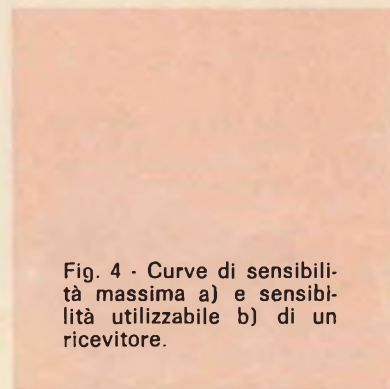 Fig. 4 - Curve di sensibili-
tà massima a) e sensibi-
lità utilizzabile b) di un
ricevitore.